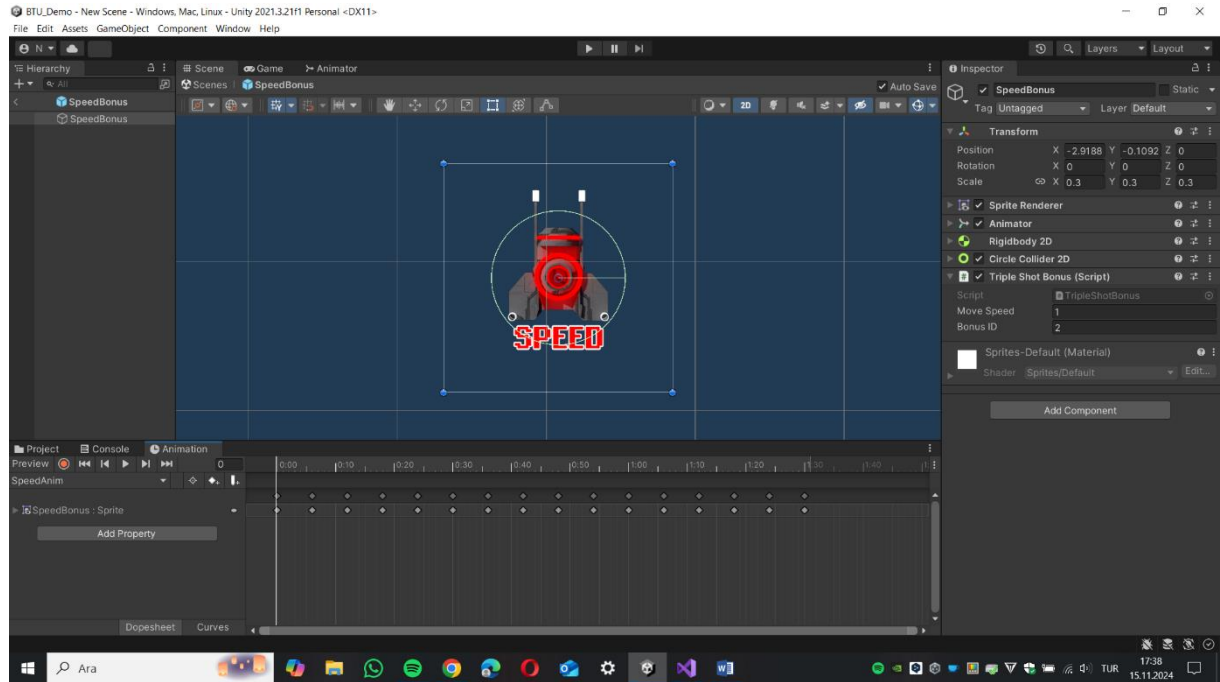 BTU_Demo - New Scene - Windows, Mac, Linux - Unity 2021.3.21f1 Personal <DX11>
File Edit Assets GameObject Component Window Help
N
Layers Layout
Hierarchy
Scene Game Animator
Inspector
All
Scenes SpeedBonus
Auto Save
SpeedBonus
SpeedBonus
2D
SpeedBonus Static
Tag Untagged Layer Default
Transform
Position X -2.9188 Y -0.1092 Z 0
Rotation X 0 Y 0 Z 0
Scale X 0.3 Y 0.3 Z 0.3
Sprite Renderer
Animator
Rigidbody 2D
Circle Collider 2D
Triple Shot Bonus (Script)
Script TripleShotBonus
Move Speed 1
Bonus ID 2
Sprites-Default (Material)
Shader Sprites/Default Edit...
Add Component
SPEED
Project Console Animation
Preview 0
0:00 0:10 0:20 0:30 0:40 0:50 1:00 1:10 1:20 1:30 1:40
SpeedAnim
SpeedBonus : Sprite
Add Property
Dopesheet Curves
Ara
TUR
17:38
15.11.2024